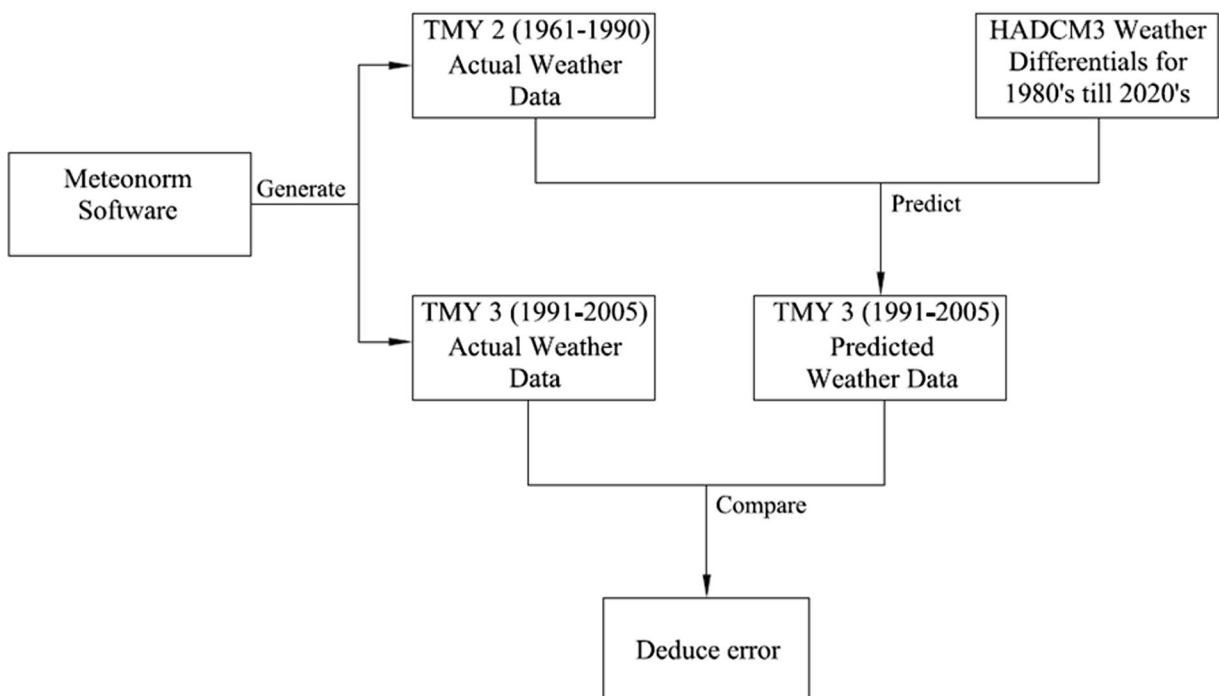 TMY 2 (1961-1990)
Actual Weather
Data
HADCM3 Weather
Differentials for
1980's till 2020's
Meteonorm
Software
Generate
Predict
TMY 3 (1991-2005)
Actual Weather
Data
TMY 3 (1991-2005)
Predicted
Weather Data
Compare
Deduce error